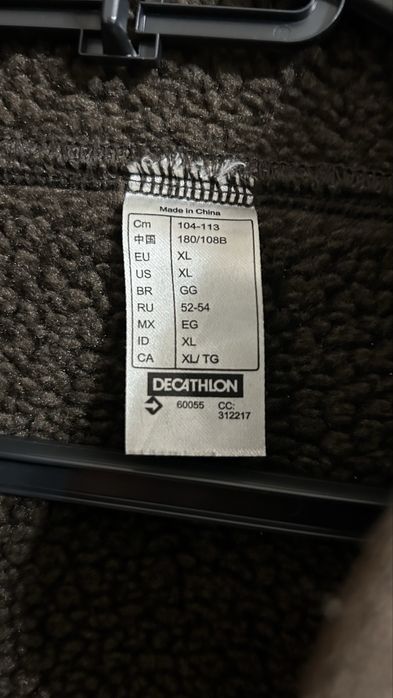 Made in China
Cm 104-113
中国 180/108B
EU XL
US XL
BR GG
RU 52-54
MX EG
ID XL
CA XL/ TG
DECATHLON
60055 CC:
312217